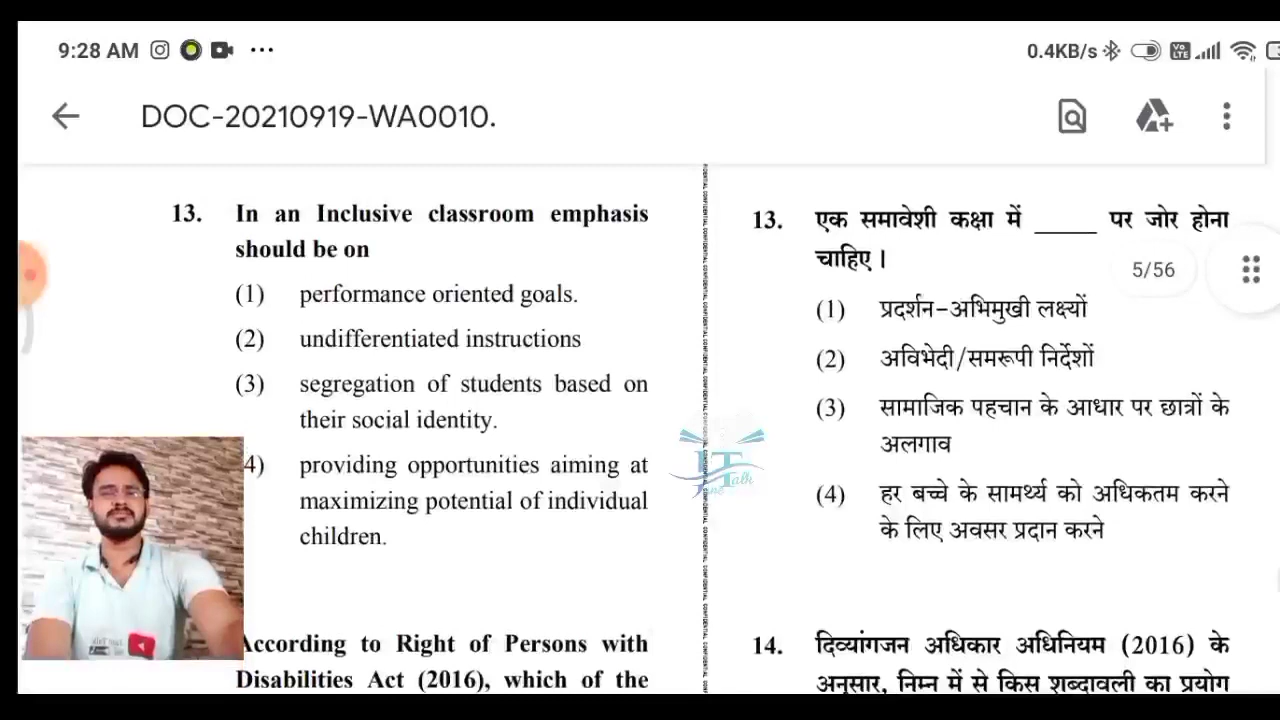 9:28 AM
0.4KB/s
Vo
LTE
DOC-20210919-WA0010.
5/56
13. In an Inclusive classroom emphasis
should be on
(1) performance oriented goals.
(2) undifferentiated instructions
(3) segregation of students based on
their social identity.
4) providing opportunities aiming at
maximizing potential of individual
children.
According to Right of Persons with
Disabilities Act (2016), which of the
13. एक समावेशी कक्षा में _____ पर जोर होना
चाहिए।
(1) प्रदर्शन-अभिमुखी लक्ष्यों
(2) अविभेदी/समरूपी निर्देशों
(3) सामाजिक पहचान के आधार पर छात्रों के
अलगाव
(4) हर बच्चे के सामर्थ्य को अधिकतम करने
के लिए अवसर प्रदान करने
14. दिव्यांगजन अधिकार अधिनियम (2016) के
अनुसार, निम्न में से किस शब्दावली का प्रयोग